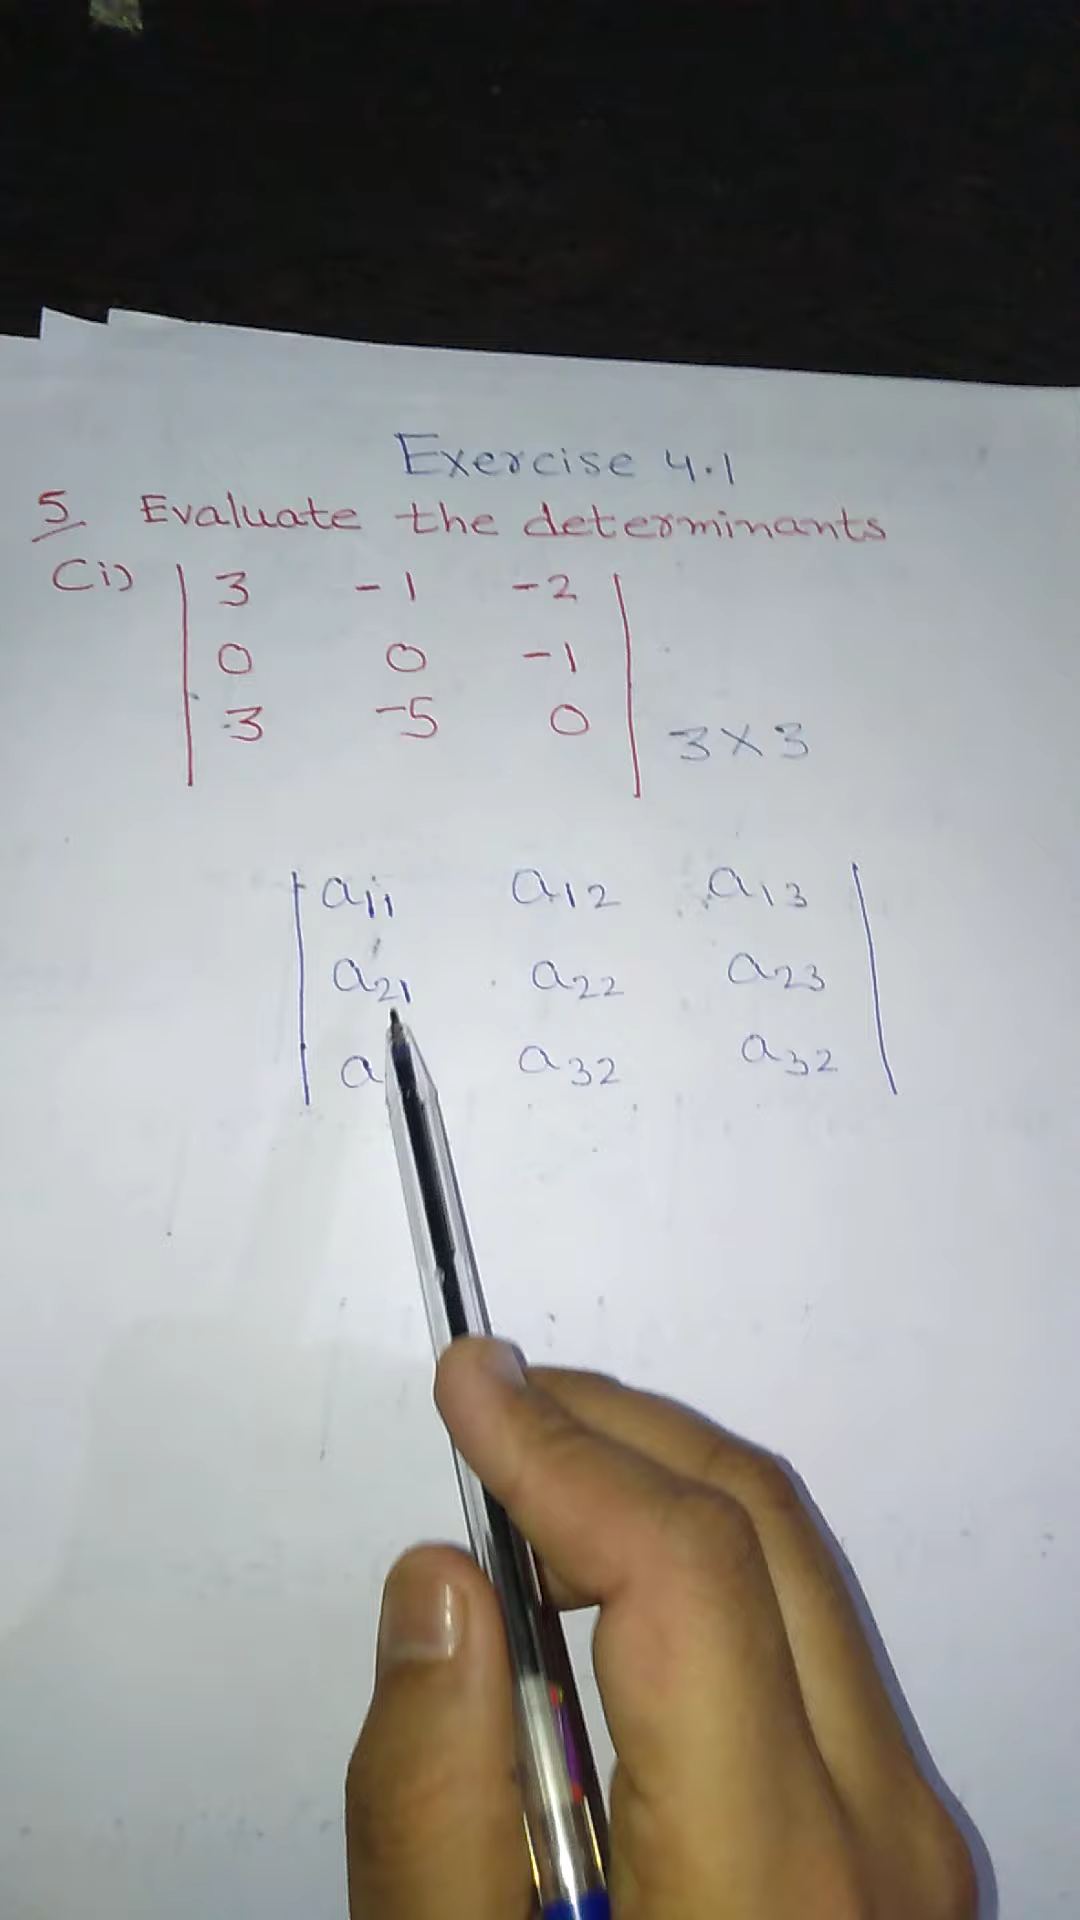 Exercise 4.1
5. Evaluate the determinants
(i) | 3 -1 -2 |
| 0 0 -1 |
| 3 -5 0 | 3×3
| a11 a12 a13 |
| a21 a22 a23 |
| a a32 a32 |